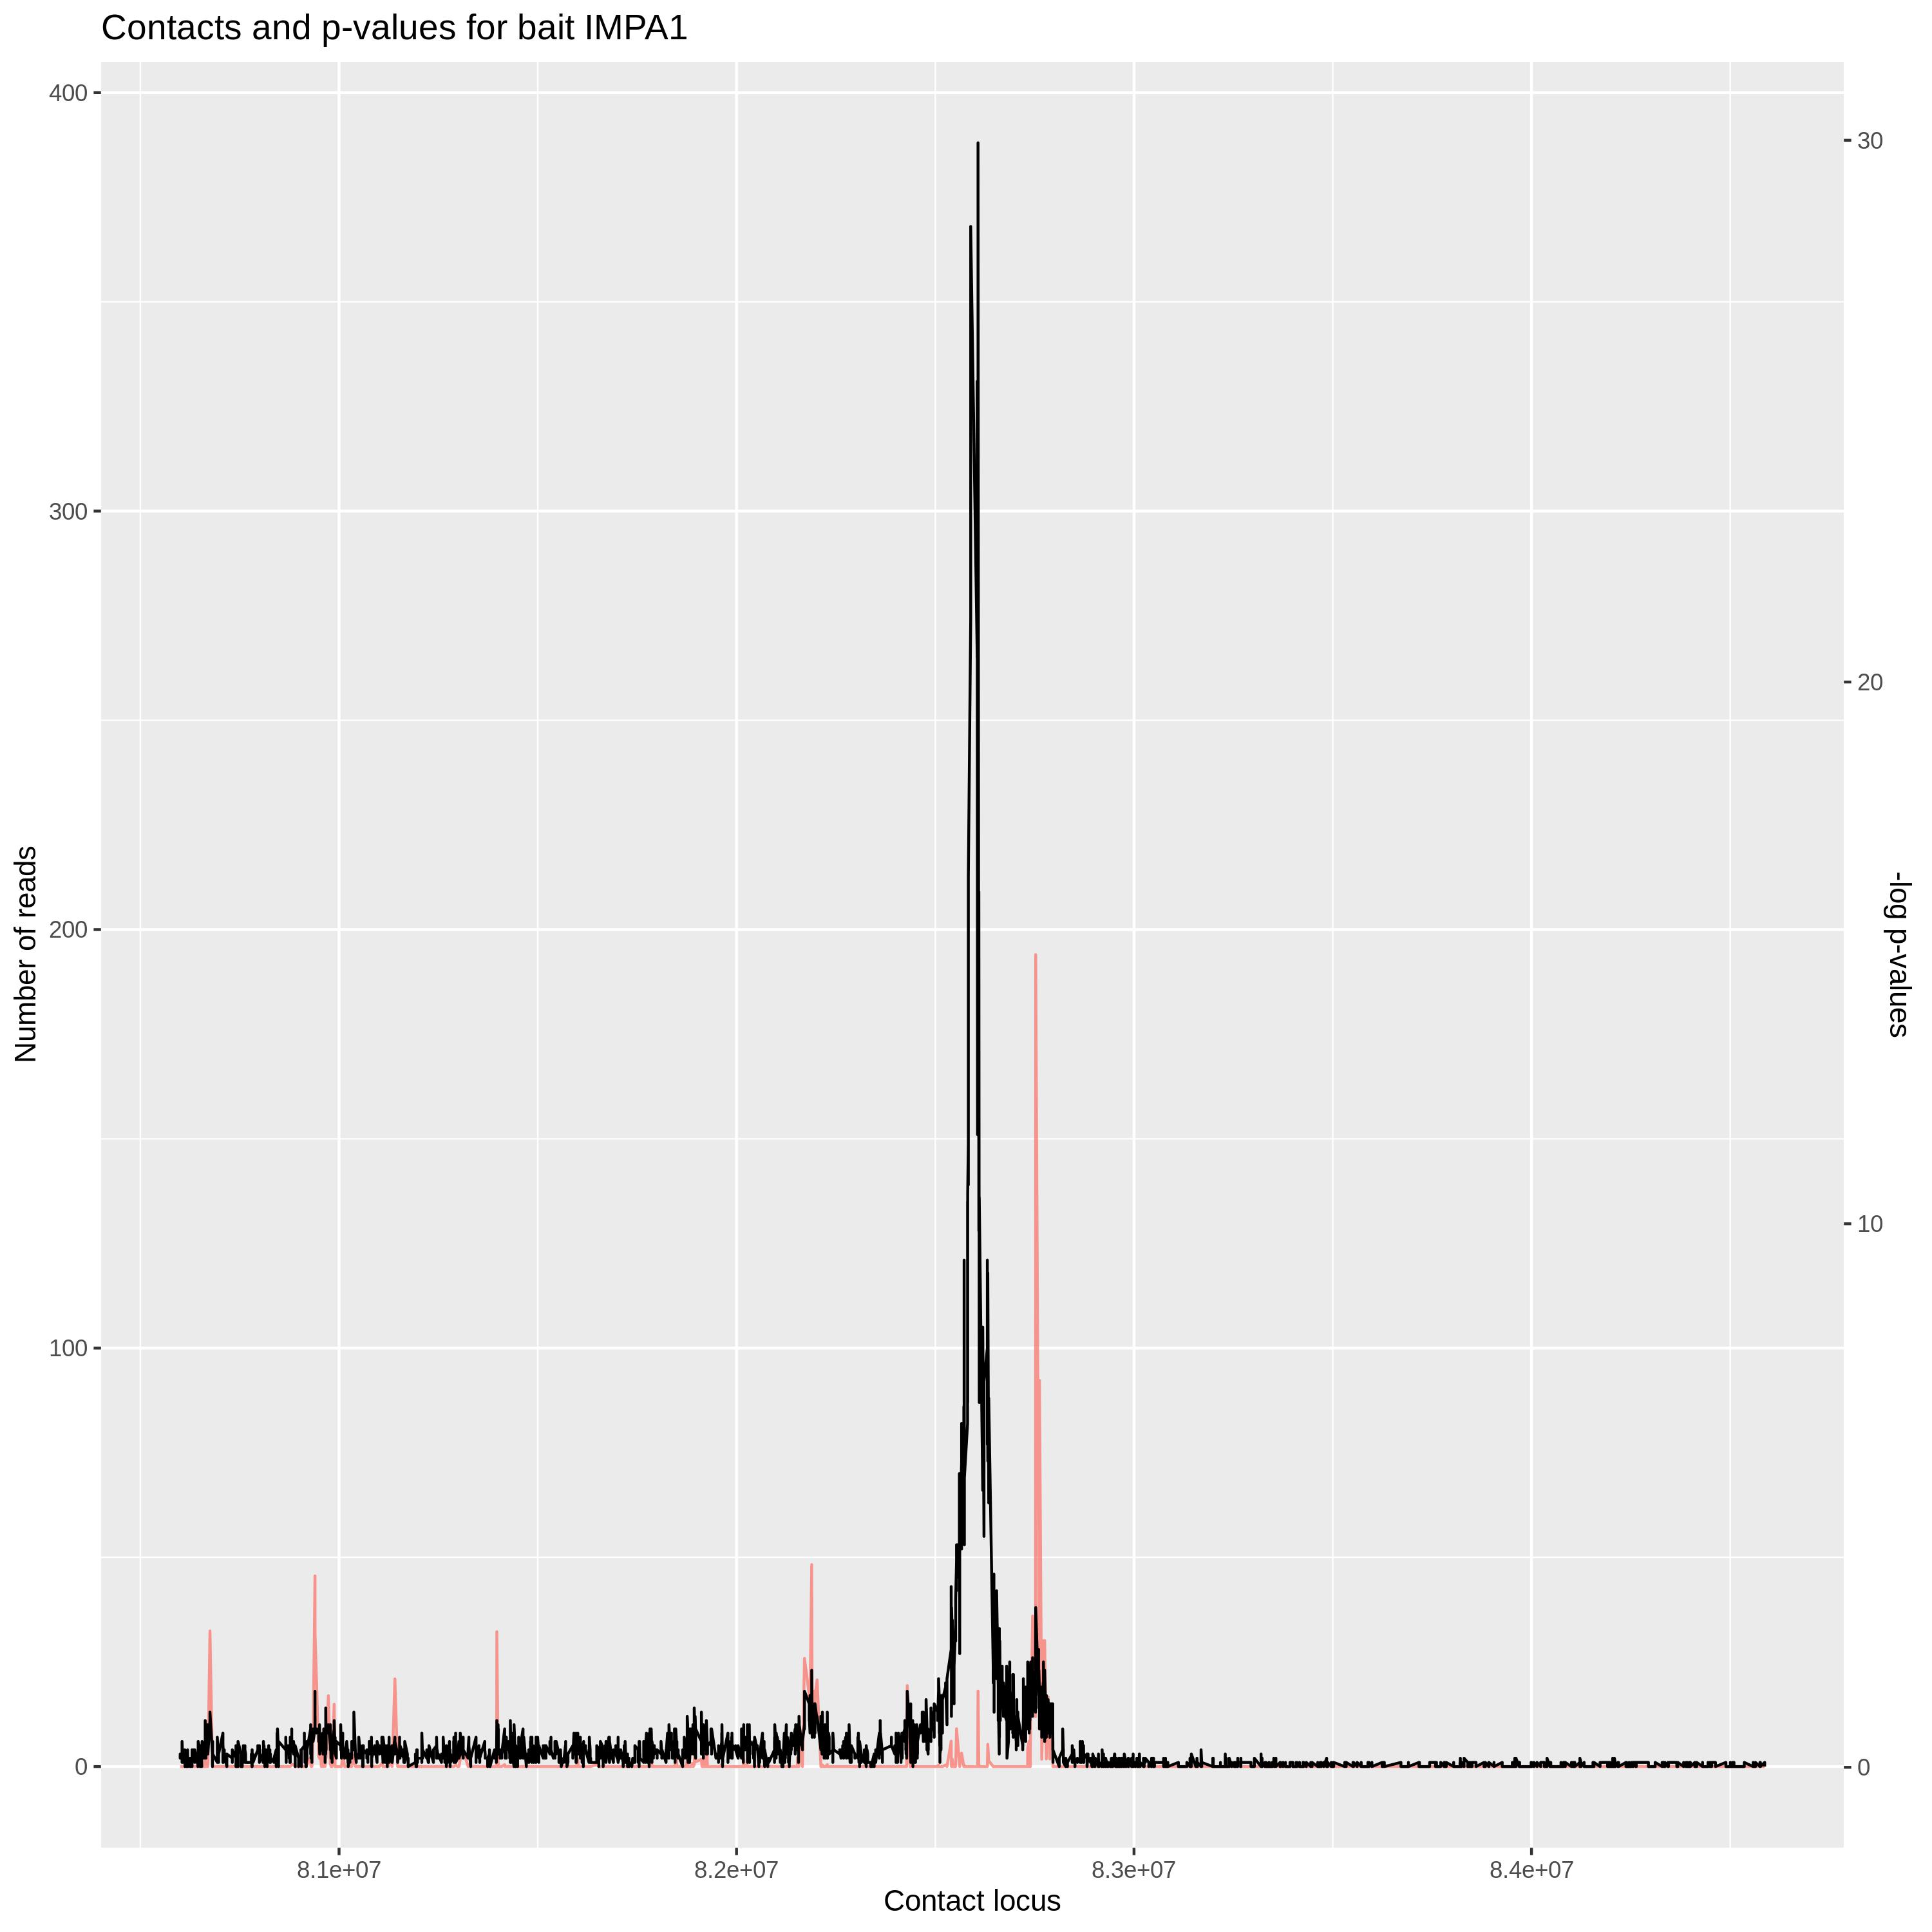 Contacts and p-values for bait IMPA1
400
300
200
100
0
Number of reads
30
20
10
0
-log p-values
8.1e+07
8.2e+07
8.3e+07
8.4e+07
Contact locus